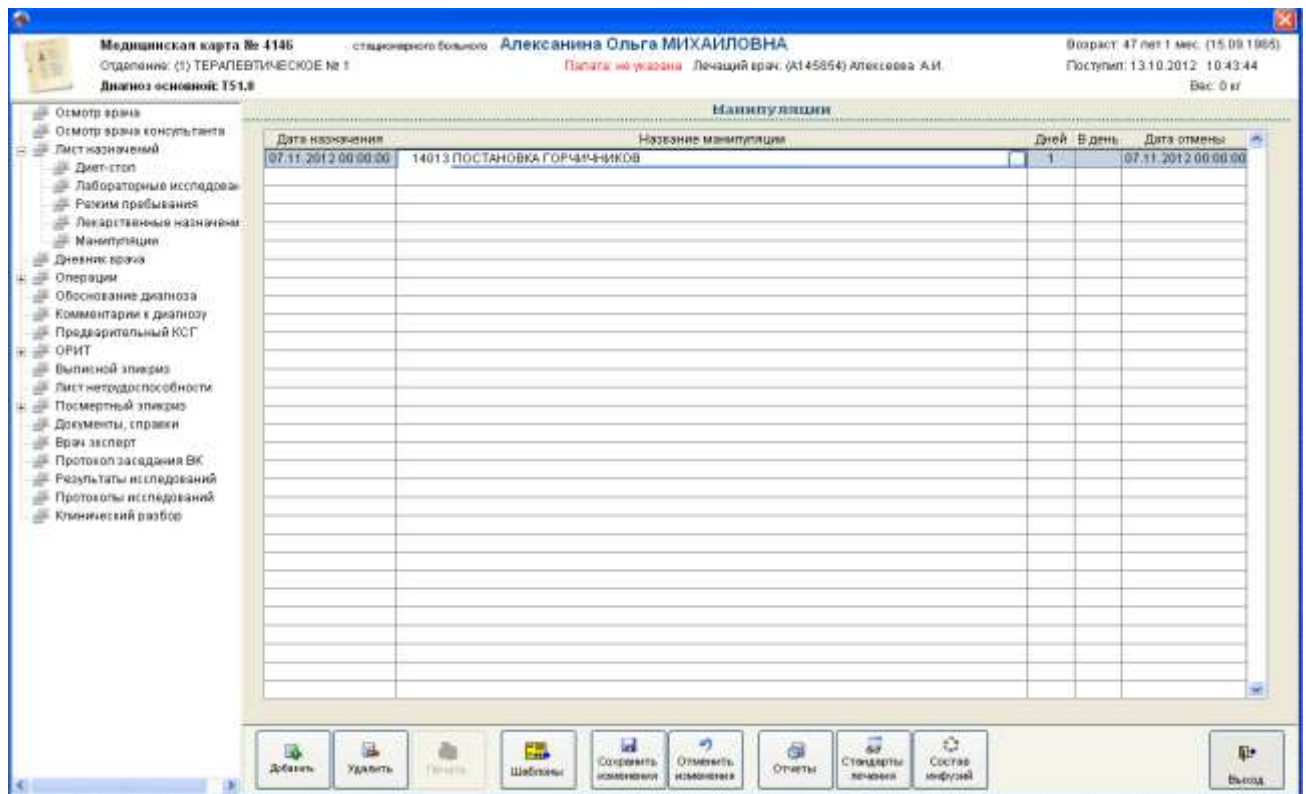 Медицинская карта № 4146 стационарного больного Алексанина Ольга МИХАЙЛОВНА Возраст: 47 лет 1 мес. (15.09.1965)
Отделение: (1) ТЕРАПЕВТИЧЕСКОЕ № 1 Палата: не указана Лечащий врач: (А145854) Алексеева А.И. Поступил: 13.10.2012 10:43:44
Диагноз основной: T51.8 Вес: 0 кг
Осмотр врача
Осмотр врача консультанта
Лист назначений
Диет-стол
Лабораторные исследован
Режим пребывания
Лекарственные назначени
Манипуляции
Дневник врача
Операции
Обоснование диагноза
Комментарии к диагнозу
Предварительный КСГ
ОРИТ
Выписной эпикриз
Лист нетрудоспособности
Посмертный эпикриз
Документы, справки
Врач эксперт
Протокол заседания ВК
Результаты исследований
Протоколы исследований
Клинический разбор
Манипуляции
Дата назначения Название манипуляции Дней В день Дата отмены
07.11.2012 00:00:00 14013 ПОСТАНОВКА ГОРЧИЧНИКОВ 1 07.11.2012 00:00:00
Добавить
Удалить
Печать
Шаблоны
Сохранить изменения
Отменить изменения
Отчеты
Стандарты лечения
Состав инфузий
Выход